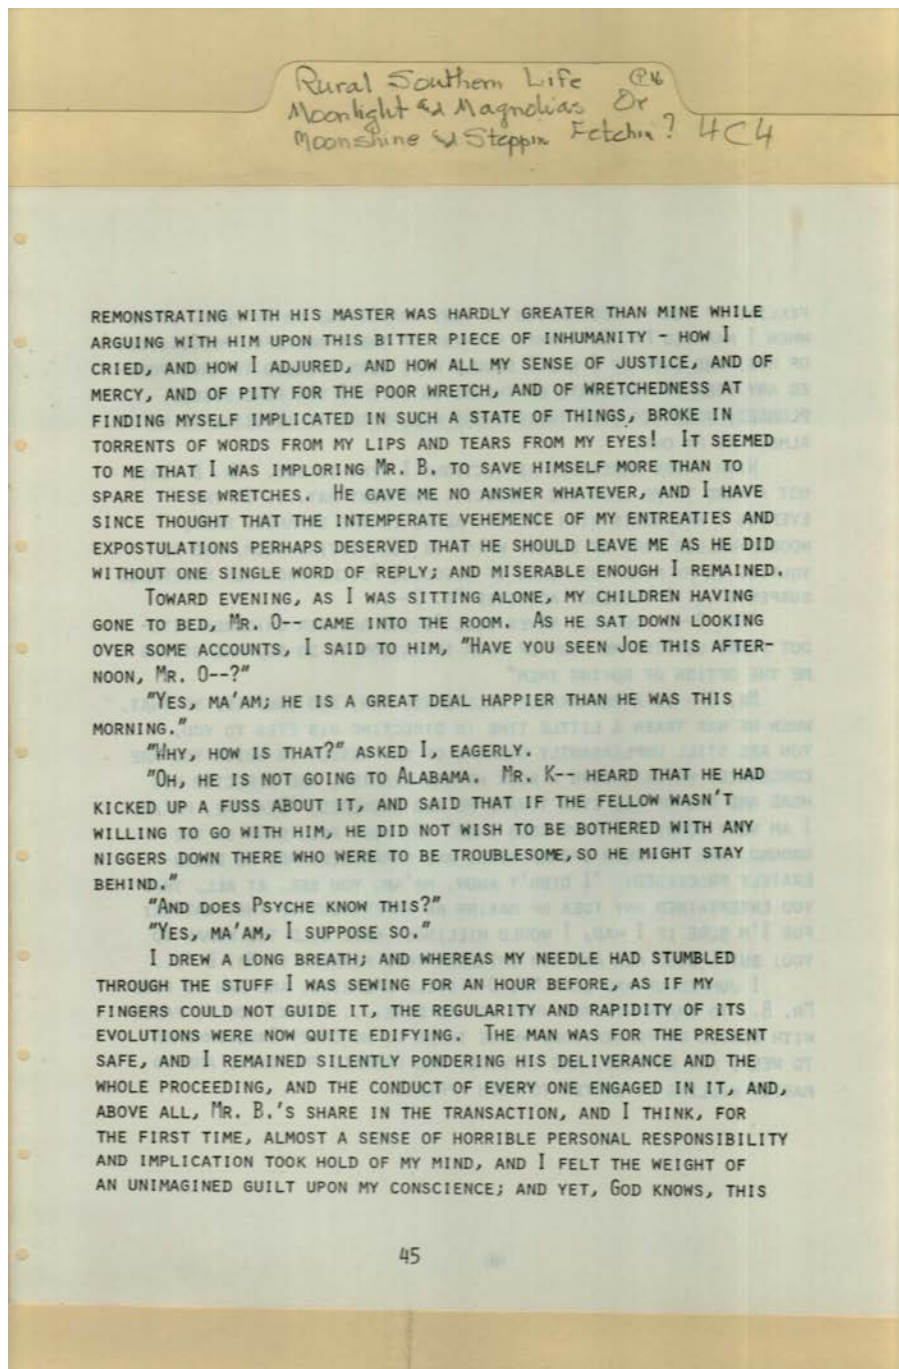 Rural Southern Life P16
Moonlight & Magnolias Or
Moonshine & Steppin Fetchin? 4C4
REMONSTRATING WITH HIS MASTER WAS HARDLY GREATER THAN MINE WHILE
ARGUING WITH HIM UPON THIS BITTER PIECE OF INHUMANITY - HOW I
CRIED, AND HOW I ADJURED, AND HOW ALL MY SENSE OF JUSTICE, AND OF
MERCY, AND OF PITY FOR THE POOR WRETCH, AND OF WRETCHEDNESS AT
FINDING MYSELF IMPLICATED IN SUCH A STATE OF THINGS, BROKE IN
TORRENTS OF WORDS FROM MY LIPS AND TEARS FROM MY EYES! IT SEEMED
TO ME THAT I WAS IMPLORING MR. B. TO SAVE HIMSELF MORE THAN TO
SPARE THESE WRETCHES. HE GAVE ME NO ANSWER WHATEVER, AND I HAVE
SINCE THOUGHT THAT THE INTEMPERATE VEHEMENCE OF MY ENTREATIES AND
EXPOSTULATIONS PERHAPS DESERVED THAT HE SHOULD LEAVE ME AS HE DID
WITHOUT ONE SINGLE WORD OF REPLY; AND MISERABLE ENOUGH I REMAINED.
TOWARD EVENING, AS I WAS SITTING ALONE, MY CHILDREN HAVING
GONE TO BED, MR. O-- CAME INTO THE ROOM. AS HE SAT DOWN LOOKING
OVER SOME ACCOUNTS, I SAID TO HIM, "HAVE YOU SEEN JOE THIS AFTER-
NOON, MR. O--?"
"YES, MA'AM; HE IS A GREAT DEAL HAPPIER THAN HE WAS THIS
MORNING."
"WHY, HOW IS THAT?" ASKED I, EAGERLY.
"OH, HE IS NOT GOING TO ALABAMA. MR. K-- HEARD THAT HE HAD
KICKED UP A FUSS ABOUT IT, AND SAID THAT IF THE FELLOW WASN'T
WILLING TO GO WITH HIM, HE DID NOT WISH TO BE BOTHERED WITH ANY
NIGGERS DOWN THERE WHO WERE TO BE TROUBLESOME, SO HE MIGHT STAY
BEHIND."
"AND DOES PSYCHE KNOW THIS?"
"YES, MA'AM, I SUPPOSE SO."
I DREW A LONG BREATH; AND WHEREAS MY NEEDLE HAD STUMBLED
THROUGH THE STUFF I WAS SEWING FOR AN HOUR BEFORE, AS IF MY
FINGERS COULD NOT GUIDE IT, THE REGULARITY AND RAPIDITY OF ITS
EVOLUTIONS WERE NOW QUITE EDIFYING. THE MAN WAS FOR THE PRESENT
SAFE, AND I REMAINED SILENTLY PONDERING HIS DELIVERANCE AND THE
WHOLE PROCEEDING, AND THE CONDUCT OF EVERY ONE ENGAGED IN IT, AND,
ABOVE ALL, MR. B.'S SHARE IN THE TRANSACTION, AND I THINK, FOR
THE FIRST TIME, ALMOST A SENSE OF HORRIBLE PERSONAL RESPONSIBILITY
AND IMPLICATION TOOK HOLD OF MY MIND, AND I FELT THE WEIGHT OF
AN UNIMAGINED GUILT UPON MY CONSCIENCE; AND YET, GOD KNOWS, THIS
45